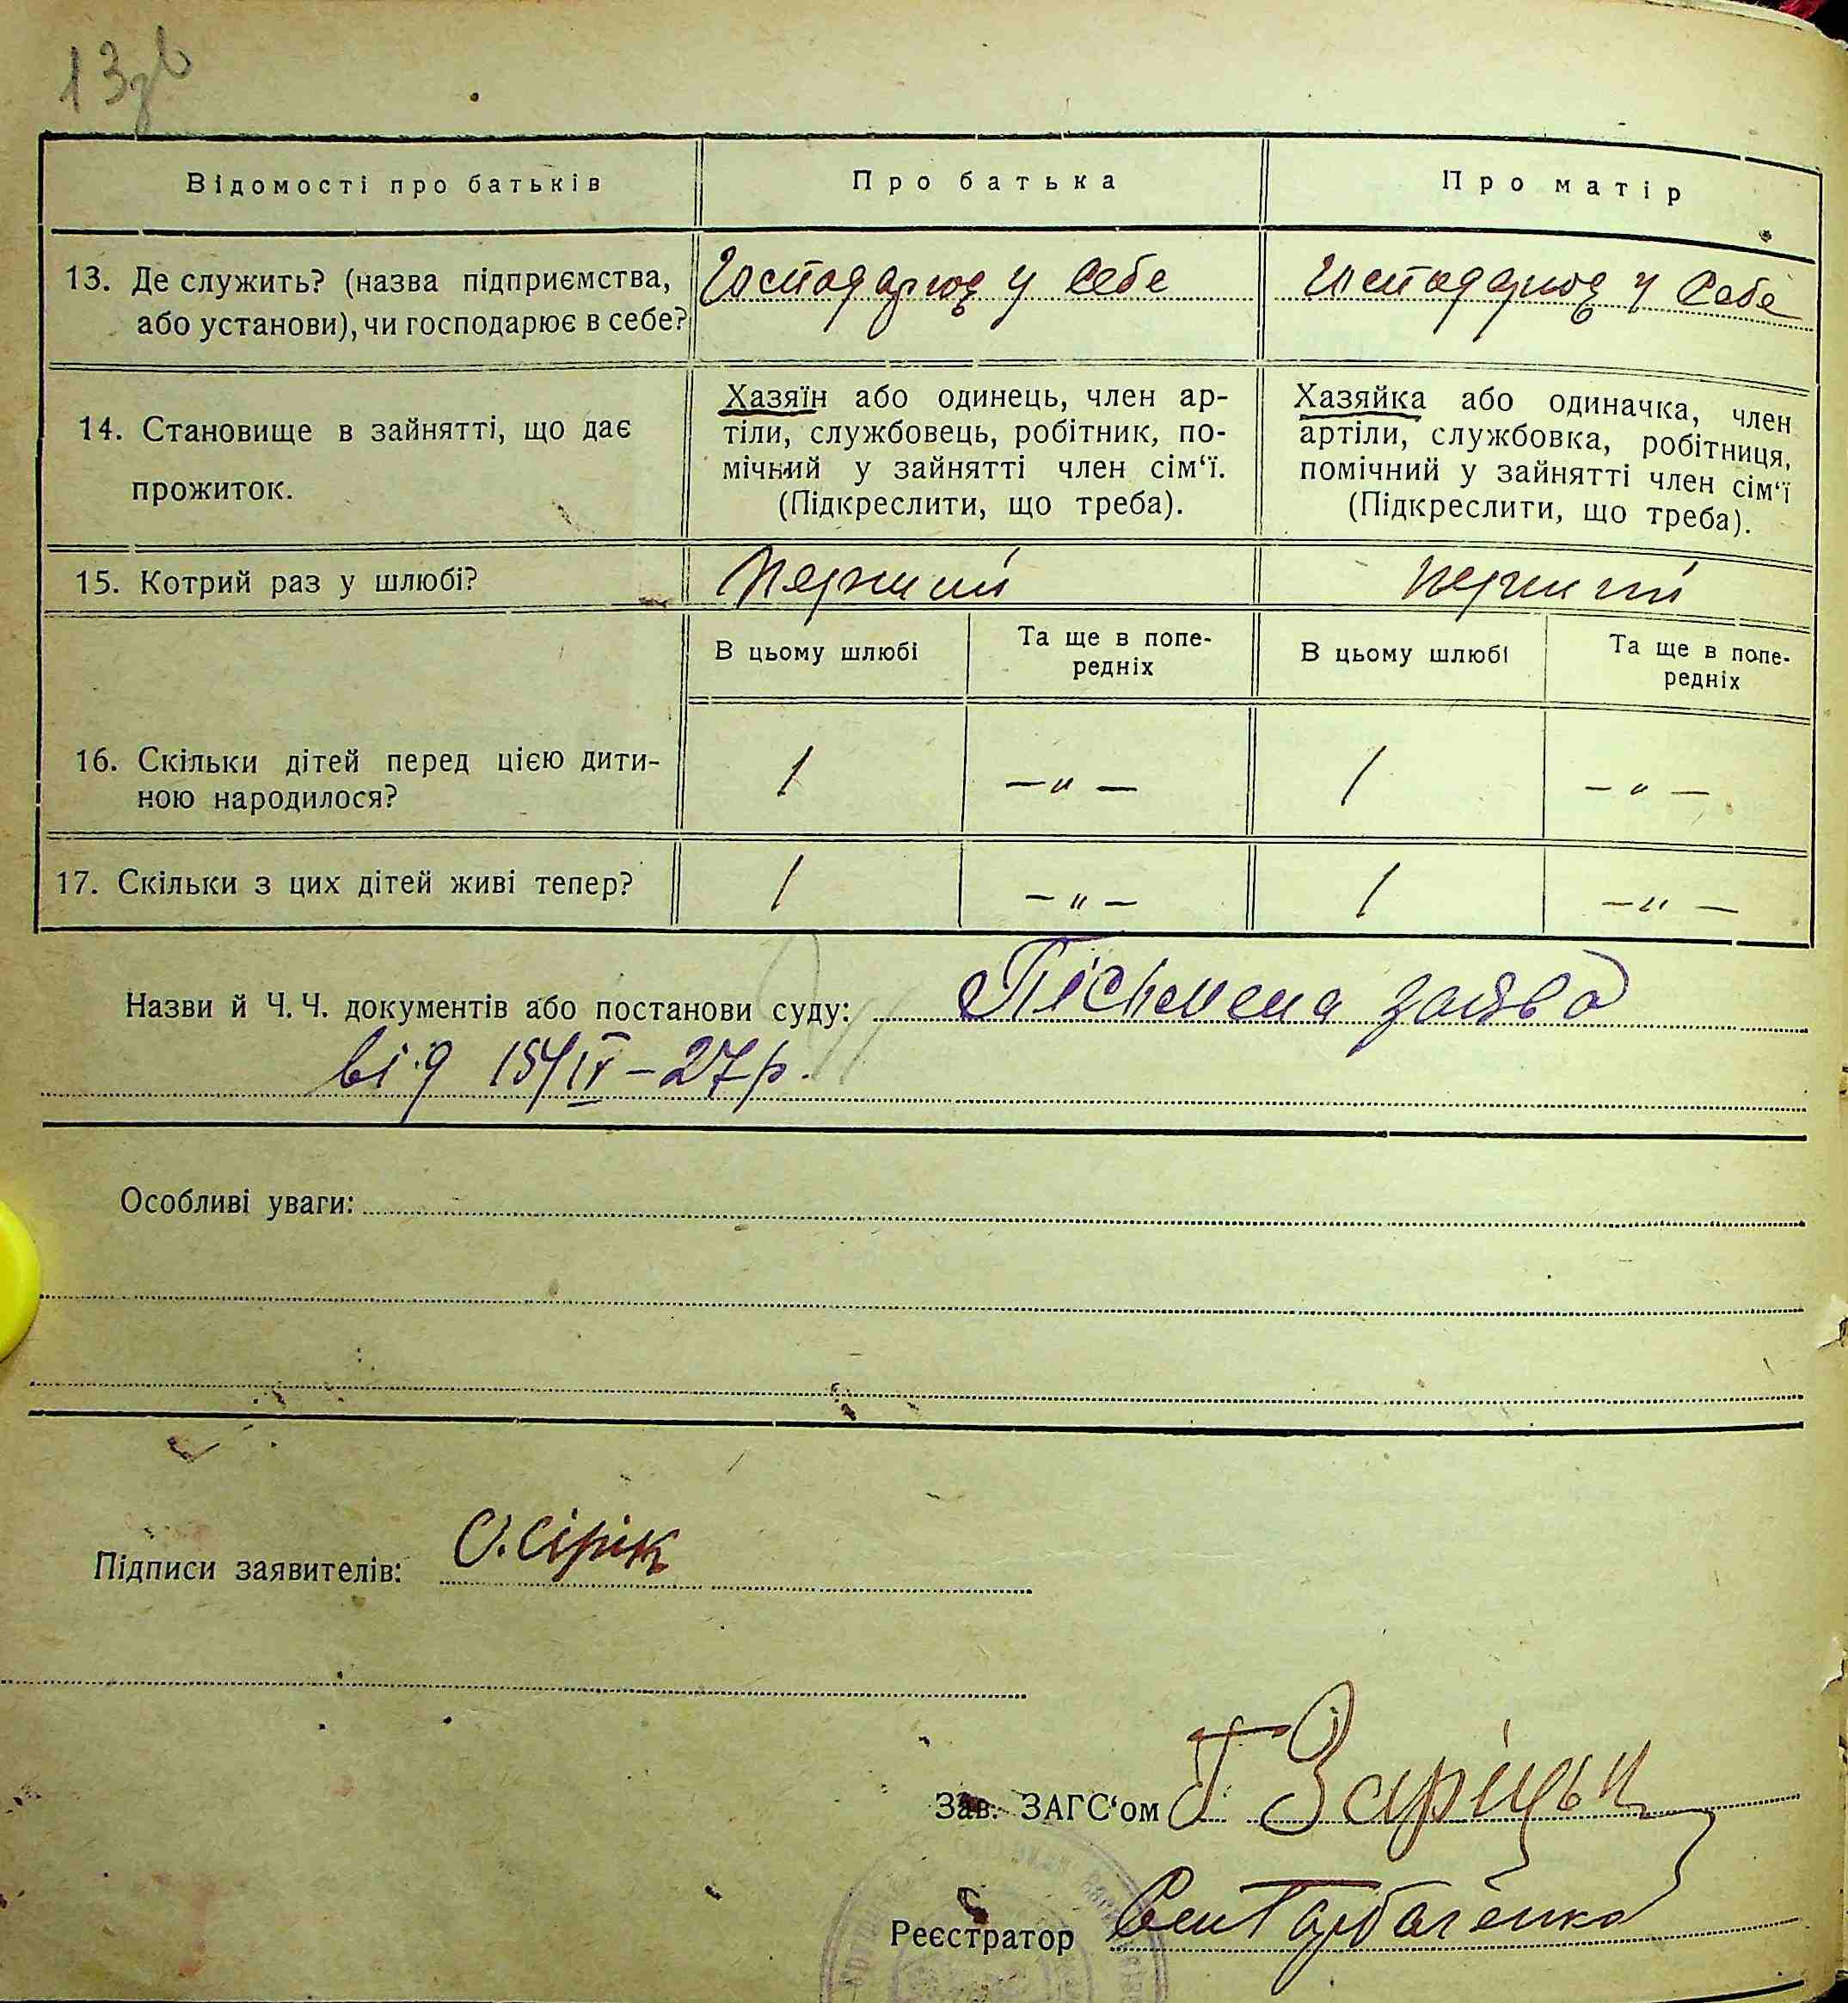 13зв
Відомості про батьків
Про батька
Про матір
13. Де служить? (назва підприємства,
або установи), чи господарює в себе?
Господарює у себе
Господарює у себе
14. Становище в зайнятті, що дає
прожиток.
Хазяїн або одинець, член ар-
тіли, службовець, робітник, по-
мічний у зайнятті член сім‘ї.
(Підкреслити, що треба).
Хазяйка або одиначка, член
артіли, службовка, робітниця,
помічний у зайнятті член сім‘ї
(Підкреслити, що треба).
15. Котрий раз у шлюбі?
Перший
перший
В цьому шлюбі
Та ще в попе-
редніх
В цьому шлюбі
Та ще в попе-
редніх
16. Скільки дітей перед цією дити-
ною народилося?
1
— „ —
1
— „ —
17. Скільки з цих дітей живі тепер?
1
— „ —
1
— „ —
Назви й Ч. Ч. документів або постанови суду: Пісьмена заява
від 15/IV – 27 р.
Особливі уваги:
Підписи заявителів: О. Сірік
Зав. ЗАГС‘ом
Реєстратор